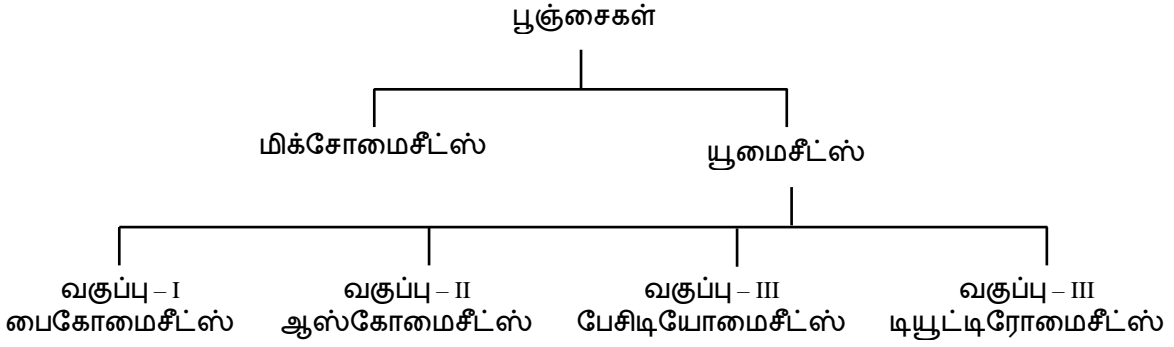 பூஞ்சைகள்
மிக்சோமைசீட்ஸ்
யூமைசீட்ஸ்
வகுப்பு – I
பைகோமைசீட்ஸ்
வகுப்பு – II
ஆஸ்கோமைசீட்ஸ்
வகுப்பு – III
பேசிடியோமைசீட்ஸ்
வகுப்பு – III
டியூட்டிரோமைசீட்ஸ்